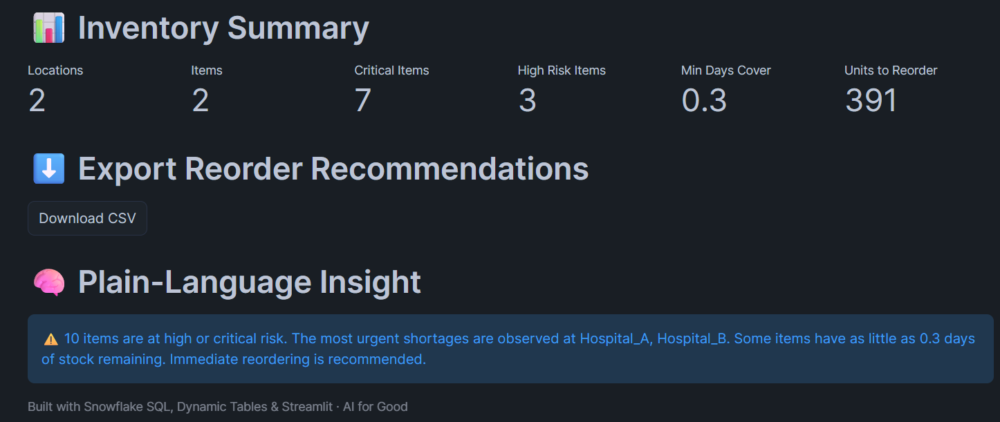 Inventory Summary
Locations
Items
Critical Items
High Risk Items
Min Days Cover
Units to Reorder
2
2
7
3
0.3
391
Export Reorder Recommendations
Download CSV
Plain-Language Insight
10 items are at high or critical risk. The most urgent shortages are observed at Hospital_A, Hospital_B. Some items have as little as 0.3 days
of stock remaining. Immediate reordering is recommended.
Built with Snowflake SQL, Dynamic Tables & Streamlit · AI for Good